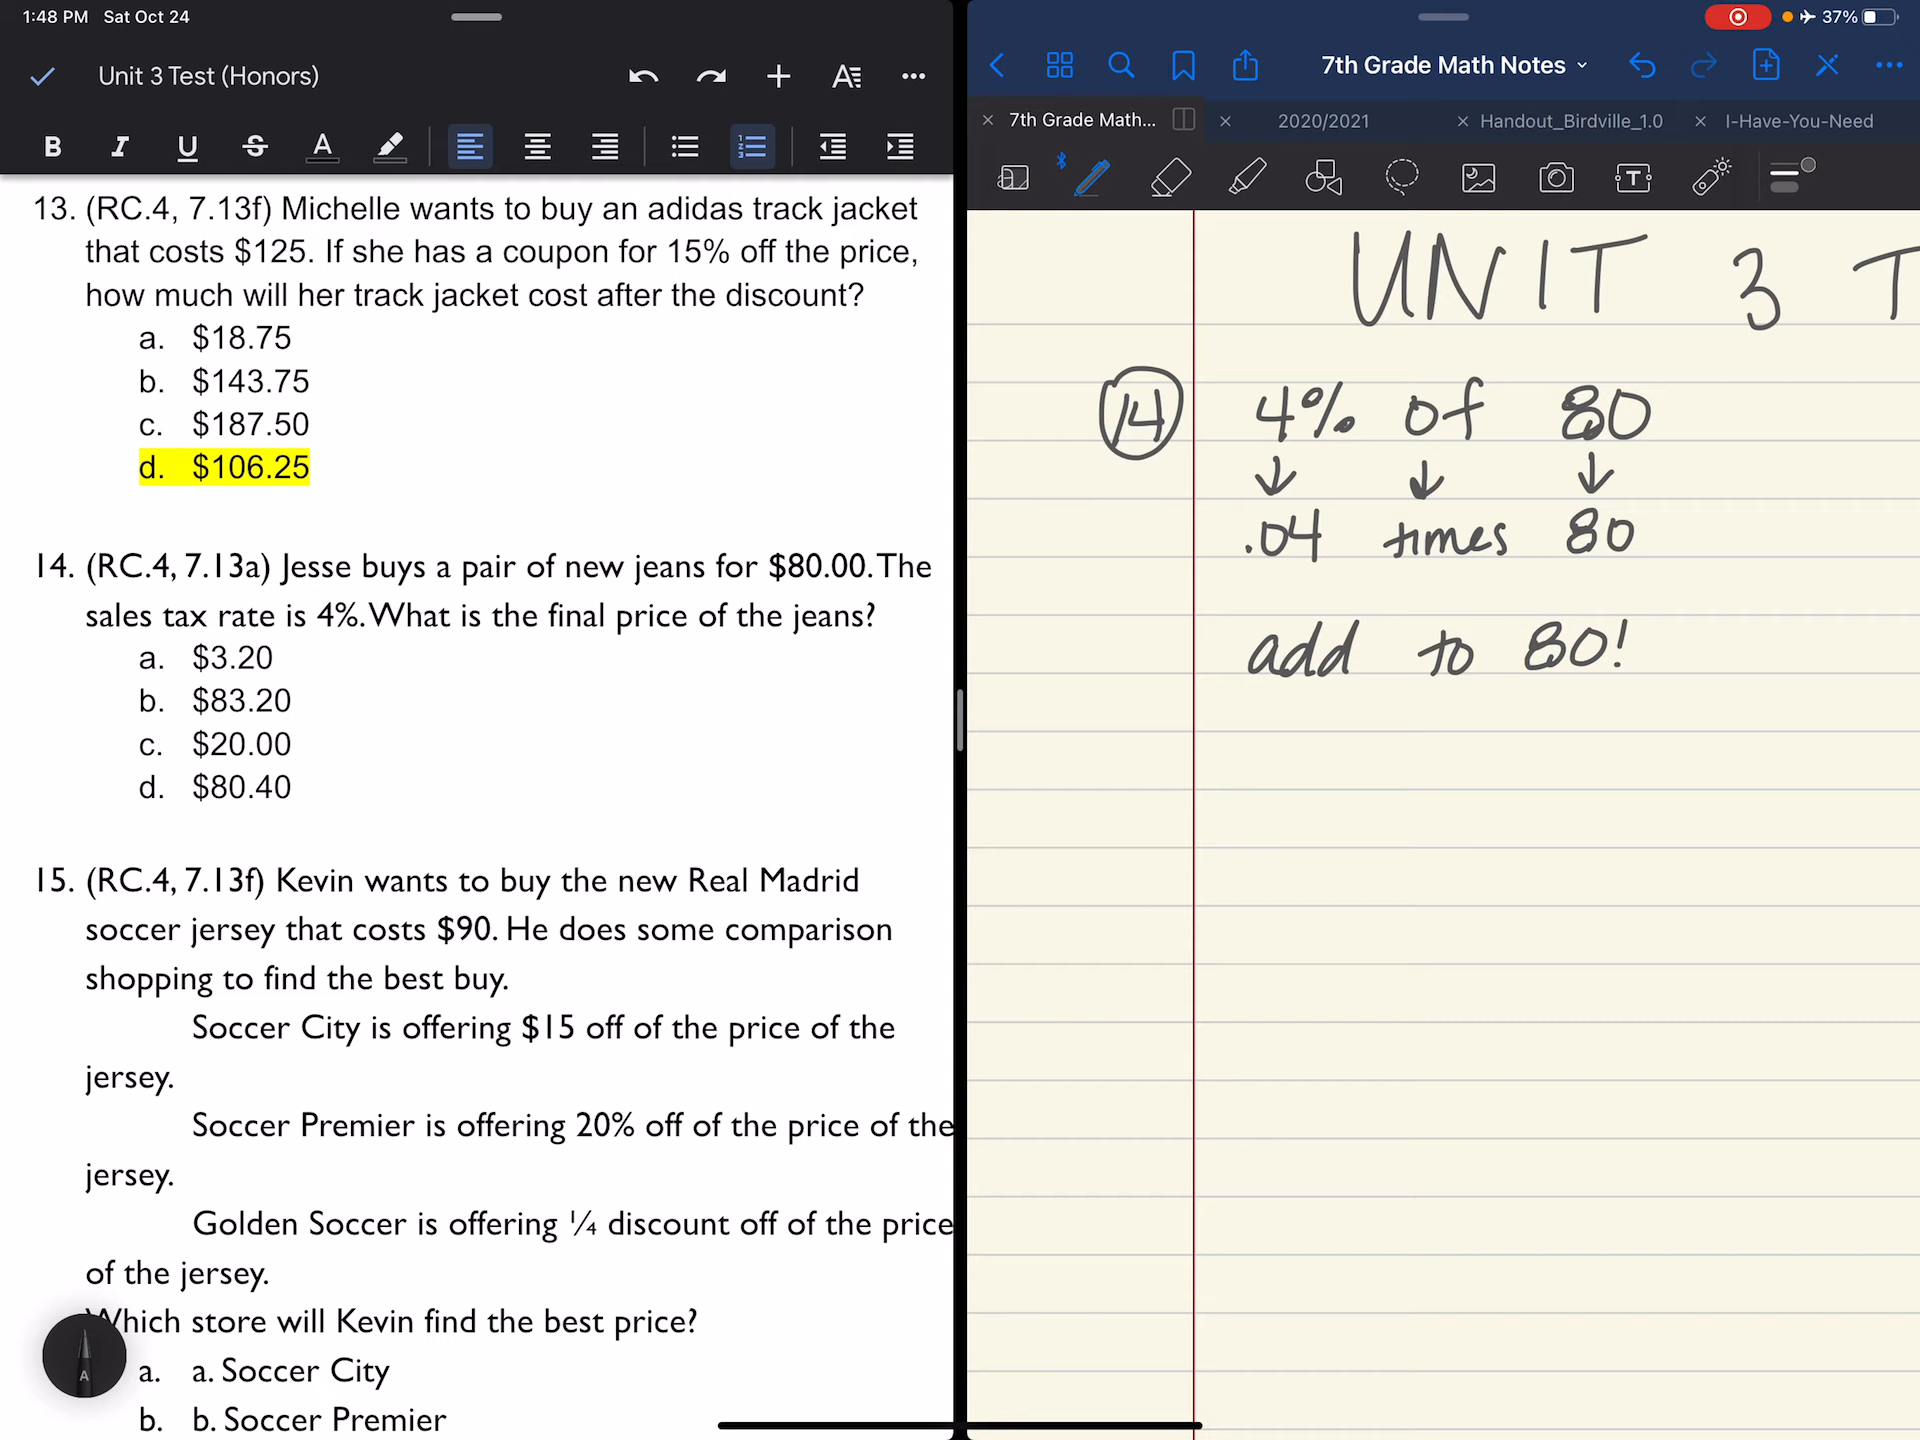 1:48 PM Sat Oct 24
37%
Unit 3 Test (Honors)
7th Grade Math Notes
7th Grade Math...
2020/2021
Handout_Birdville_1.0
I-Have-You-Need
B I U S A
13. (RC.4, 7.13f) Michelle wants to buy an adidas track jacket
that costs $125. If she has a coupon for 15% off the price,
how much will her track jacket cost after the discount?
a. $18.75
b. $143.75
c. $187.50
d. $106.25
14. (RC.4, 7.13a) Jesse buys a pair of new jeans for $80.00. The
sales tax rate is 4%. What is the final price of the jeans?
a. $3.20
b. $83.20
c. $20.00
d. $80.40
15. (RC.4, 7.13f) Kevin wants to buy the new Real Madrid
soccer jersey that costs $90. He does some comparison
shopping to find the best buy.
Soccer City is offering $15 off of the price of the
jersey.
Soccer Premier is offering 20% off of the price of the
jersey.
Golden Soccer is offering ¼ discount off of the price
of the jersey.
Which store will Kevin find the best price?
a. a. Soccer City
b. b. Soccer Premier
A
UNIT 3 T
14 4% of 80
.04 times 80
add to 80!